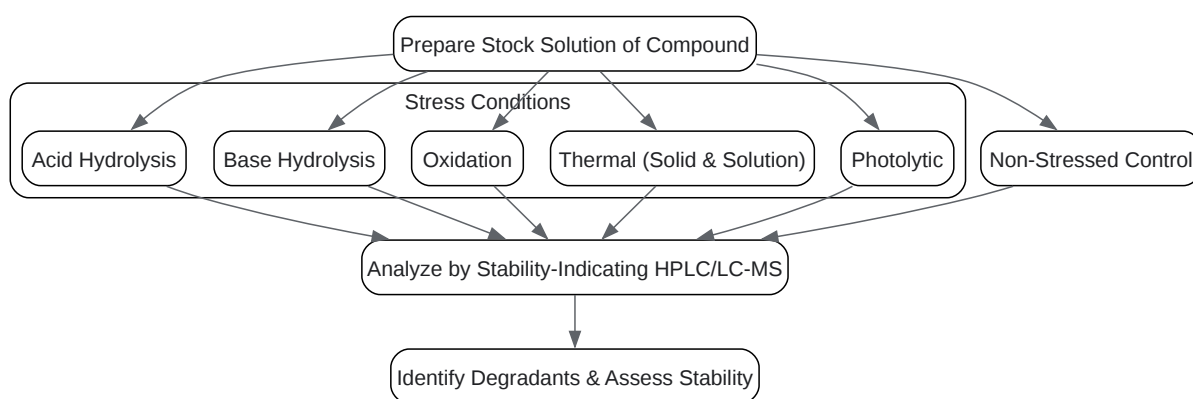 Prepare Stock Solution of Compound
Stress Conditions
Acid Hydrolysis
Base Hydrolysis
Oxidation
Thermal (Solid & Solution)
Photolytic
Non-Stressed Control
Analyze by Stability-Indicating HPLC/LC-MS
Identify Degradants & Assess Stability